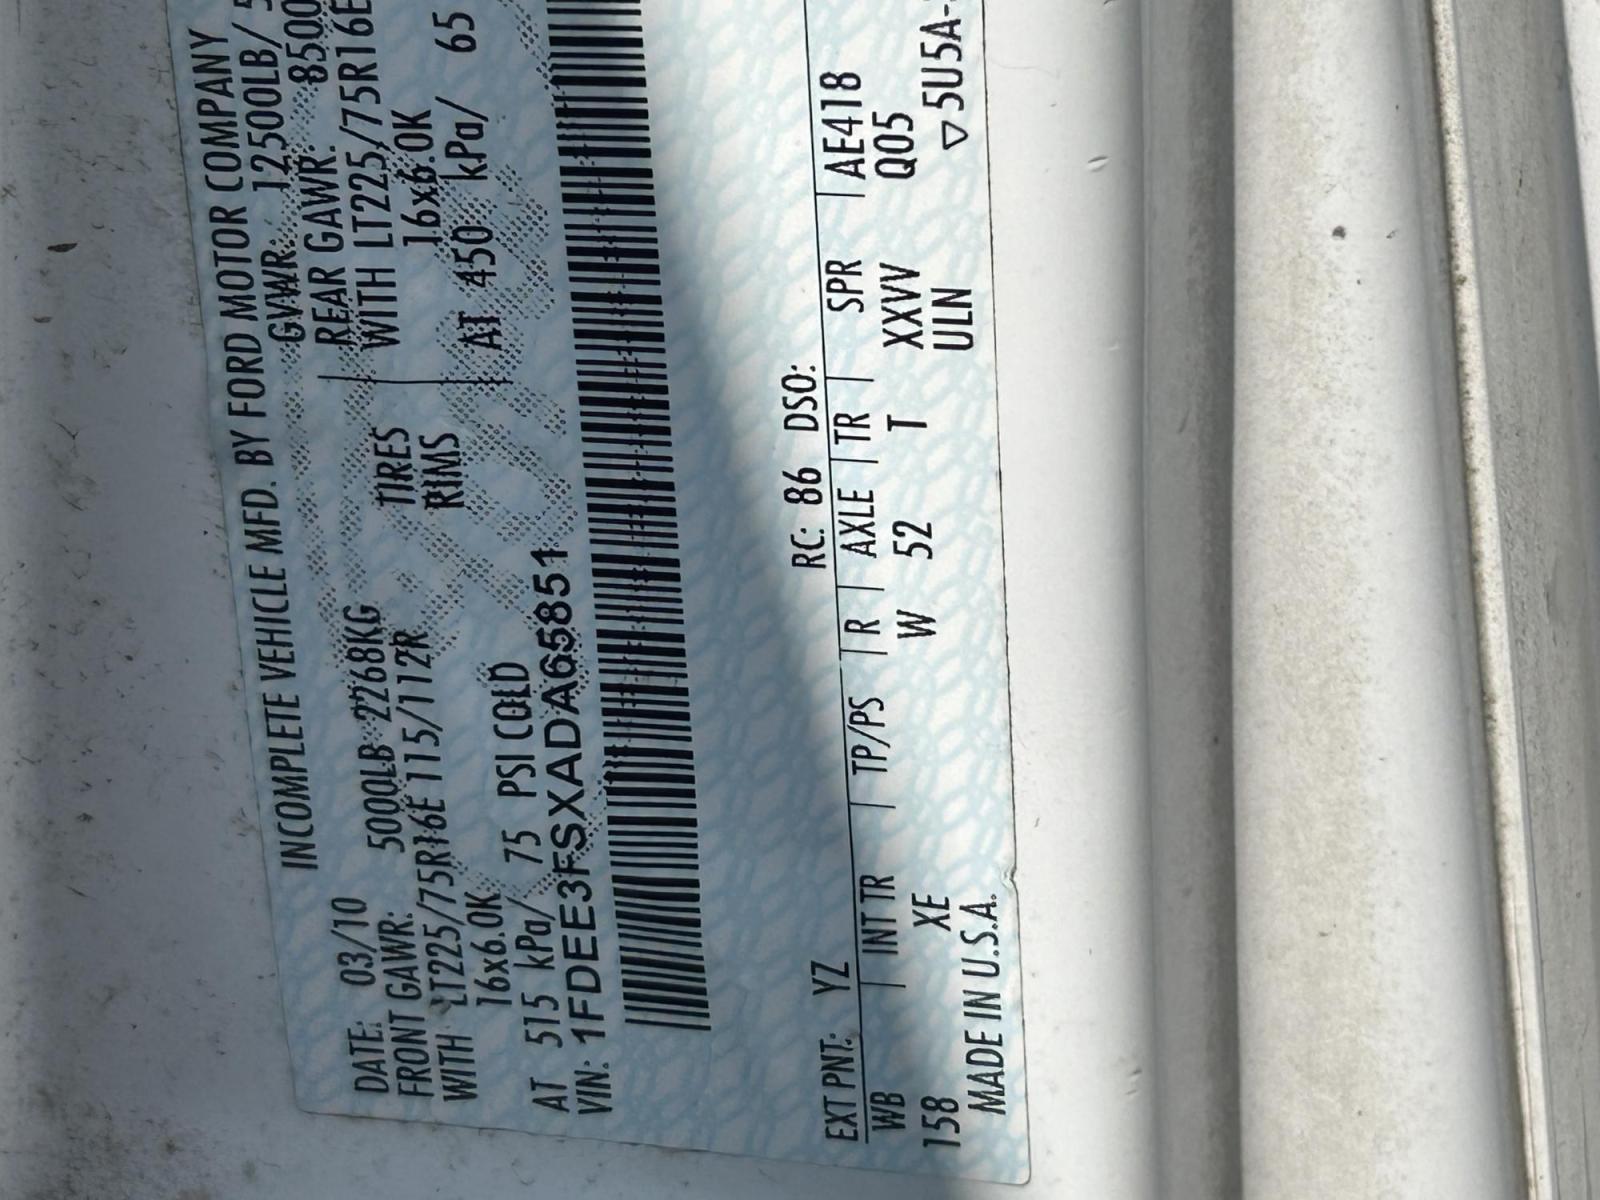 INCOMPLETE VEHICLE MFD. BY FORD MOTOR COMPANY
DATE: 03/10 GVWR: 12500LB/ 5
FRONT GAWR: 5000LB 2268KG REAR GAWR: 8500
WITH LT225/75R16E 115/112R TIRES WITH LT225/75R16E
16x6.0K RIMS 16x6.0K
AT 515 kPa/ 75 PSI COLD AT 450 kPa/ 65
VIN: 1FDEE3FSXADA65851
EXT PNT: YZ RC: 86 DSO:
WB INT TR TP/PS R AXLE TR SPR AE418
158 XE W 52 T XXVV Q05
ULN
MADE IN U.S.A. ▽5U5A-